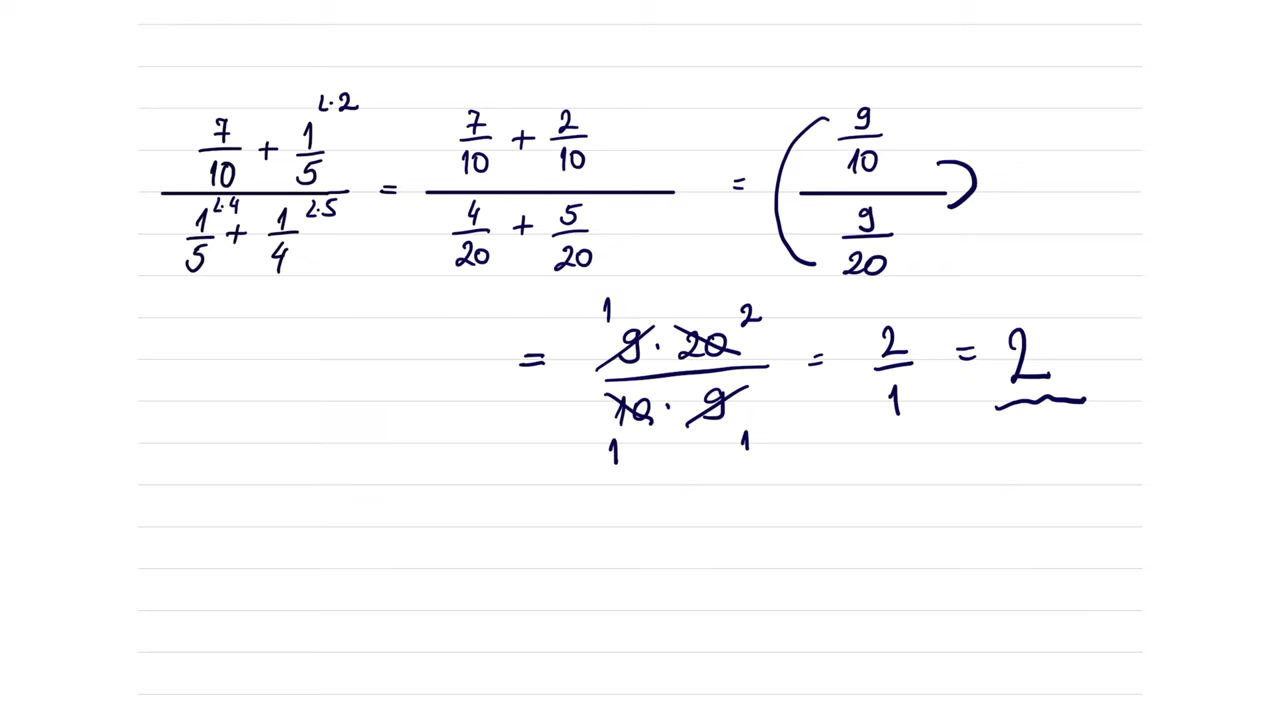 (7/10 + 1/5 ⌞·2) / (1/5 ⌞·4 + 1/4 ⌞·5) = (7/10 + 2/10) / (4/20 + 5/20) = ((9/10) / (9/20))
= (9 · 20) / (10 · 9) 1 2 1 1 = 2/1 = 2